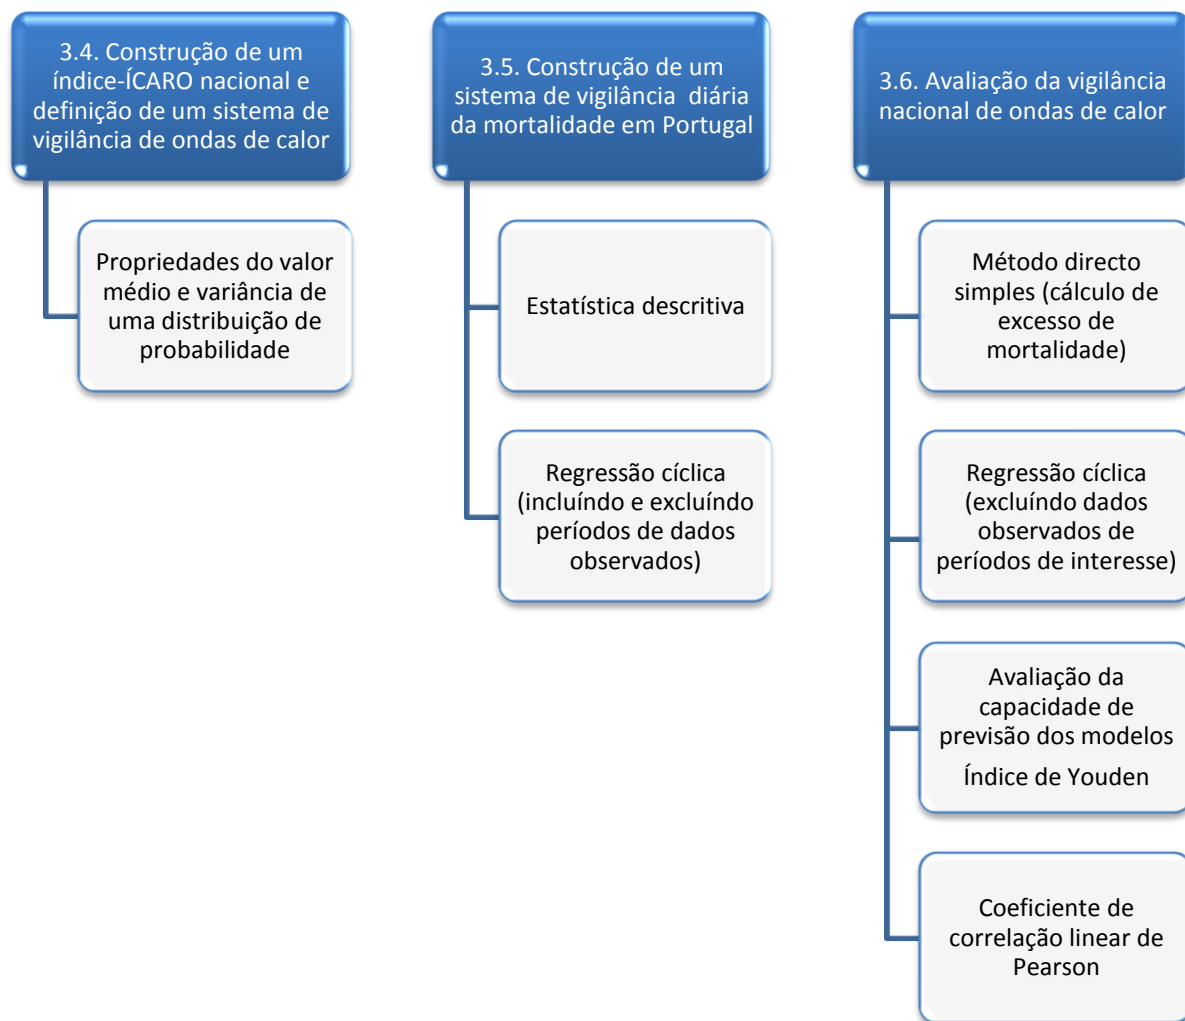 3.4. Construção de um
índice-ÍCARO nacional e
definição de um sistema de
vigilância de ondas de calor
Propriedades do valor
médio e variância de
uma distribuição de
probabilidade
3.5. Construção de um
sistema de vigilância diária
da mortalidade em Portugal
Estatística descritiva
Regressão cíclica
(incluíndo e excluíndo
períodos de dados
observados)
3.6. Avaliação da vigilância
nacional de ondas de calor
Método directo
simples (cálculo de
excesso de
mortalidade)
Regressão cíclica
(excluíndo dados
observados de
períodos de interesse)
Avaliação da
capacidade de
previsão dos modelos
Índice de Youden
Coeficiente de
correlação linear de
Pearson